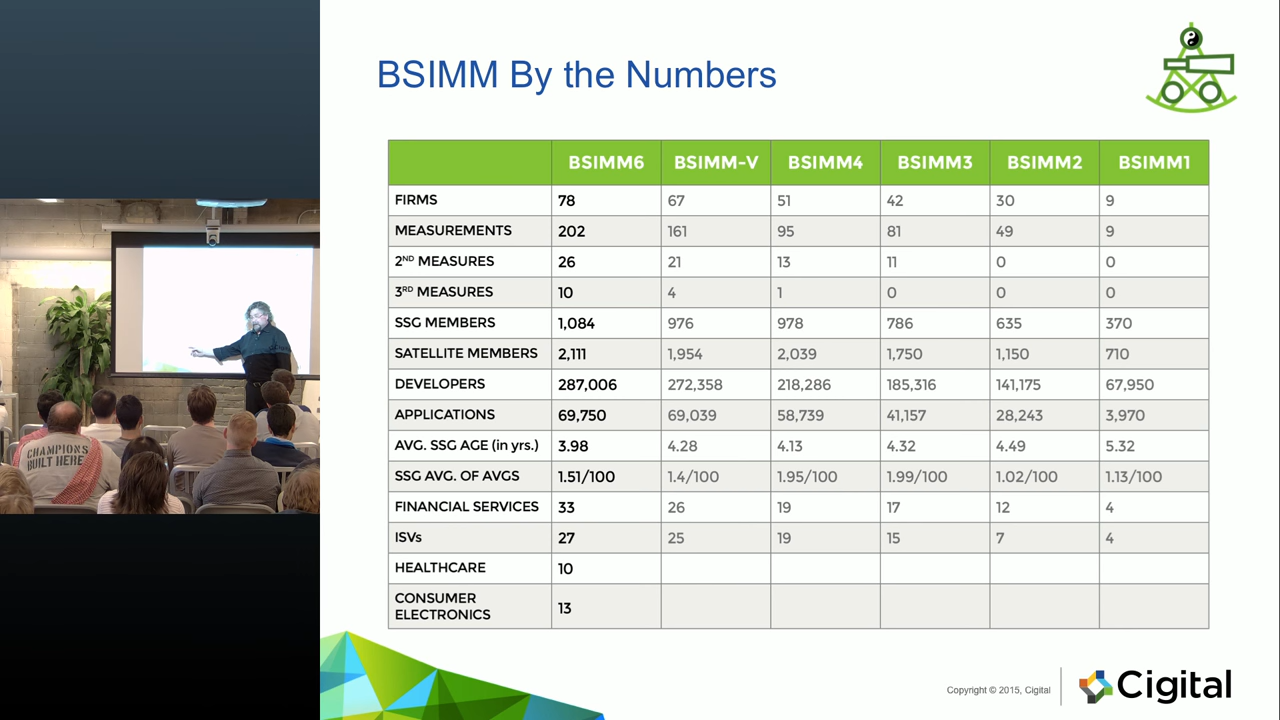 BSIMM By the Numbers
BSIMM6 BSIMM-V BSIMM4 BSIMM3 BSIMM2 BSIMM1
FIRMS 78 67 51 42 30 9
MEASUREMENTS 202 161 95 81 49 9
2ND MEASURES 26 21 13 11 0 0
3RD MEASURES 10 4 1 0 0 0
SSG MEMBERS 1,084 976 978 786 635 370
SATELLITE MEMBERS 2,111 1,954 2,039 1,750 1,150 710
DEVELOPERS 287,006 272,358 218,286 185,316 141,175 67,950
APPLICATIONS 69,750 69,039 58,739 41,157 28,243 3,970
AVG. SSG AGE (in yrs.) 3.98 4.28 4.13 4.32 4.49 5.32
SSG AVG. OF AVGS 1.51/100 1.4/100 1.95/100 1.99/100 1.02/100 1.13/100
FINANCIAL SERVICES 33 26 19 17 12 4
ISVs 27 25 19 15 7 4
HEALTHCARE 10
CONSUMER
ELECTRONICS 13
CHAMPIONS
BUILT HERE
Copyright © 2015, Cigital
Cigital